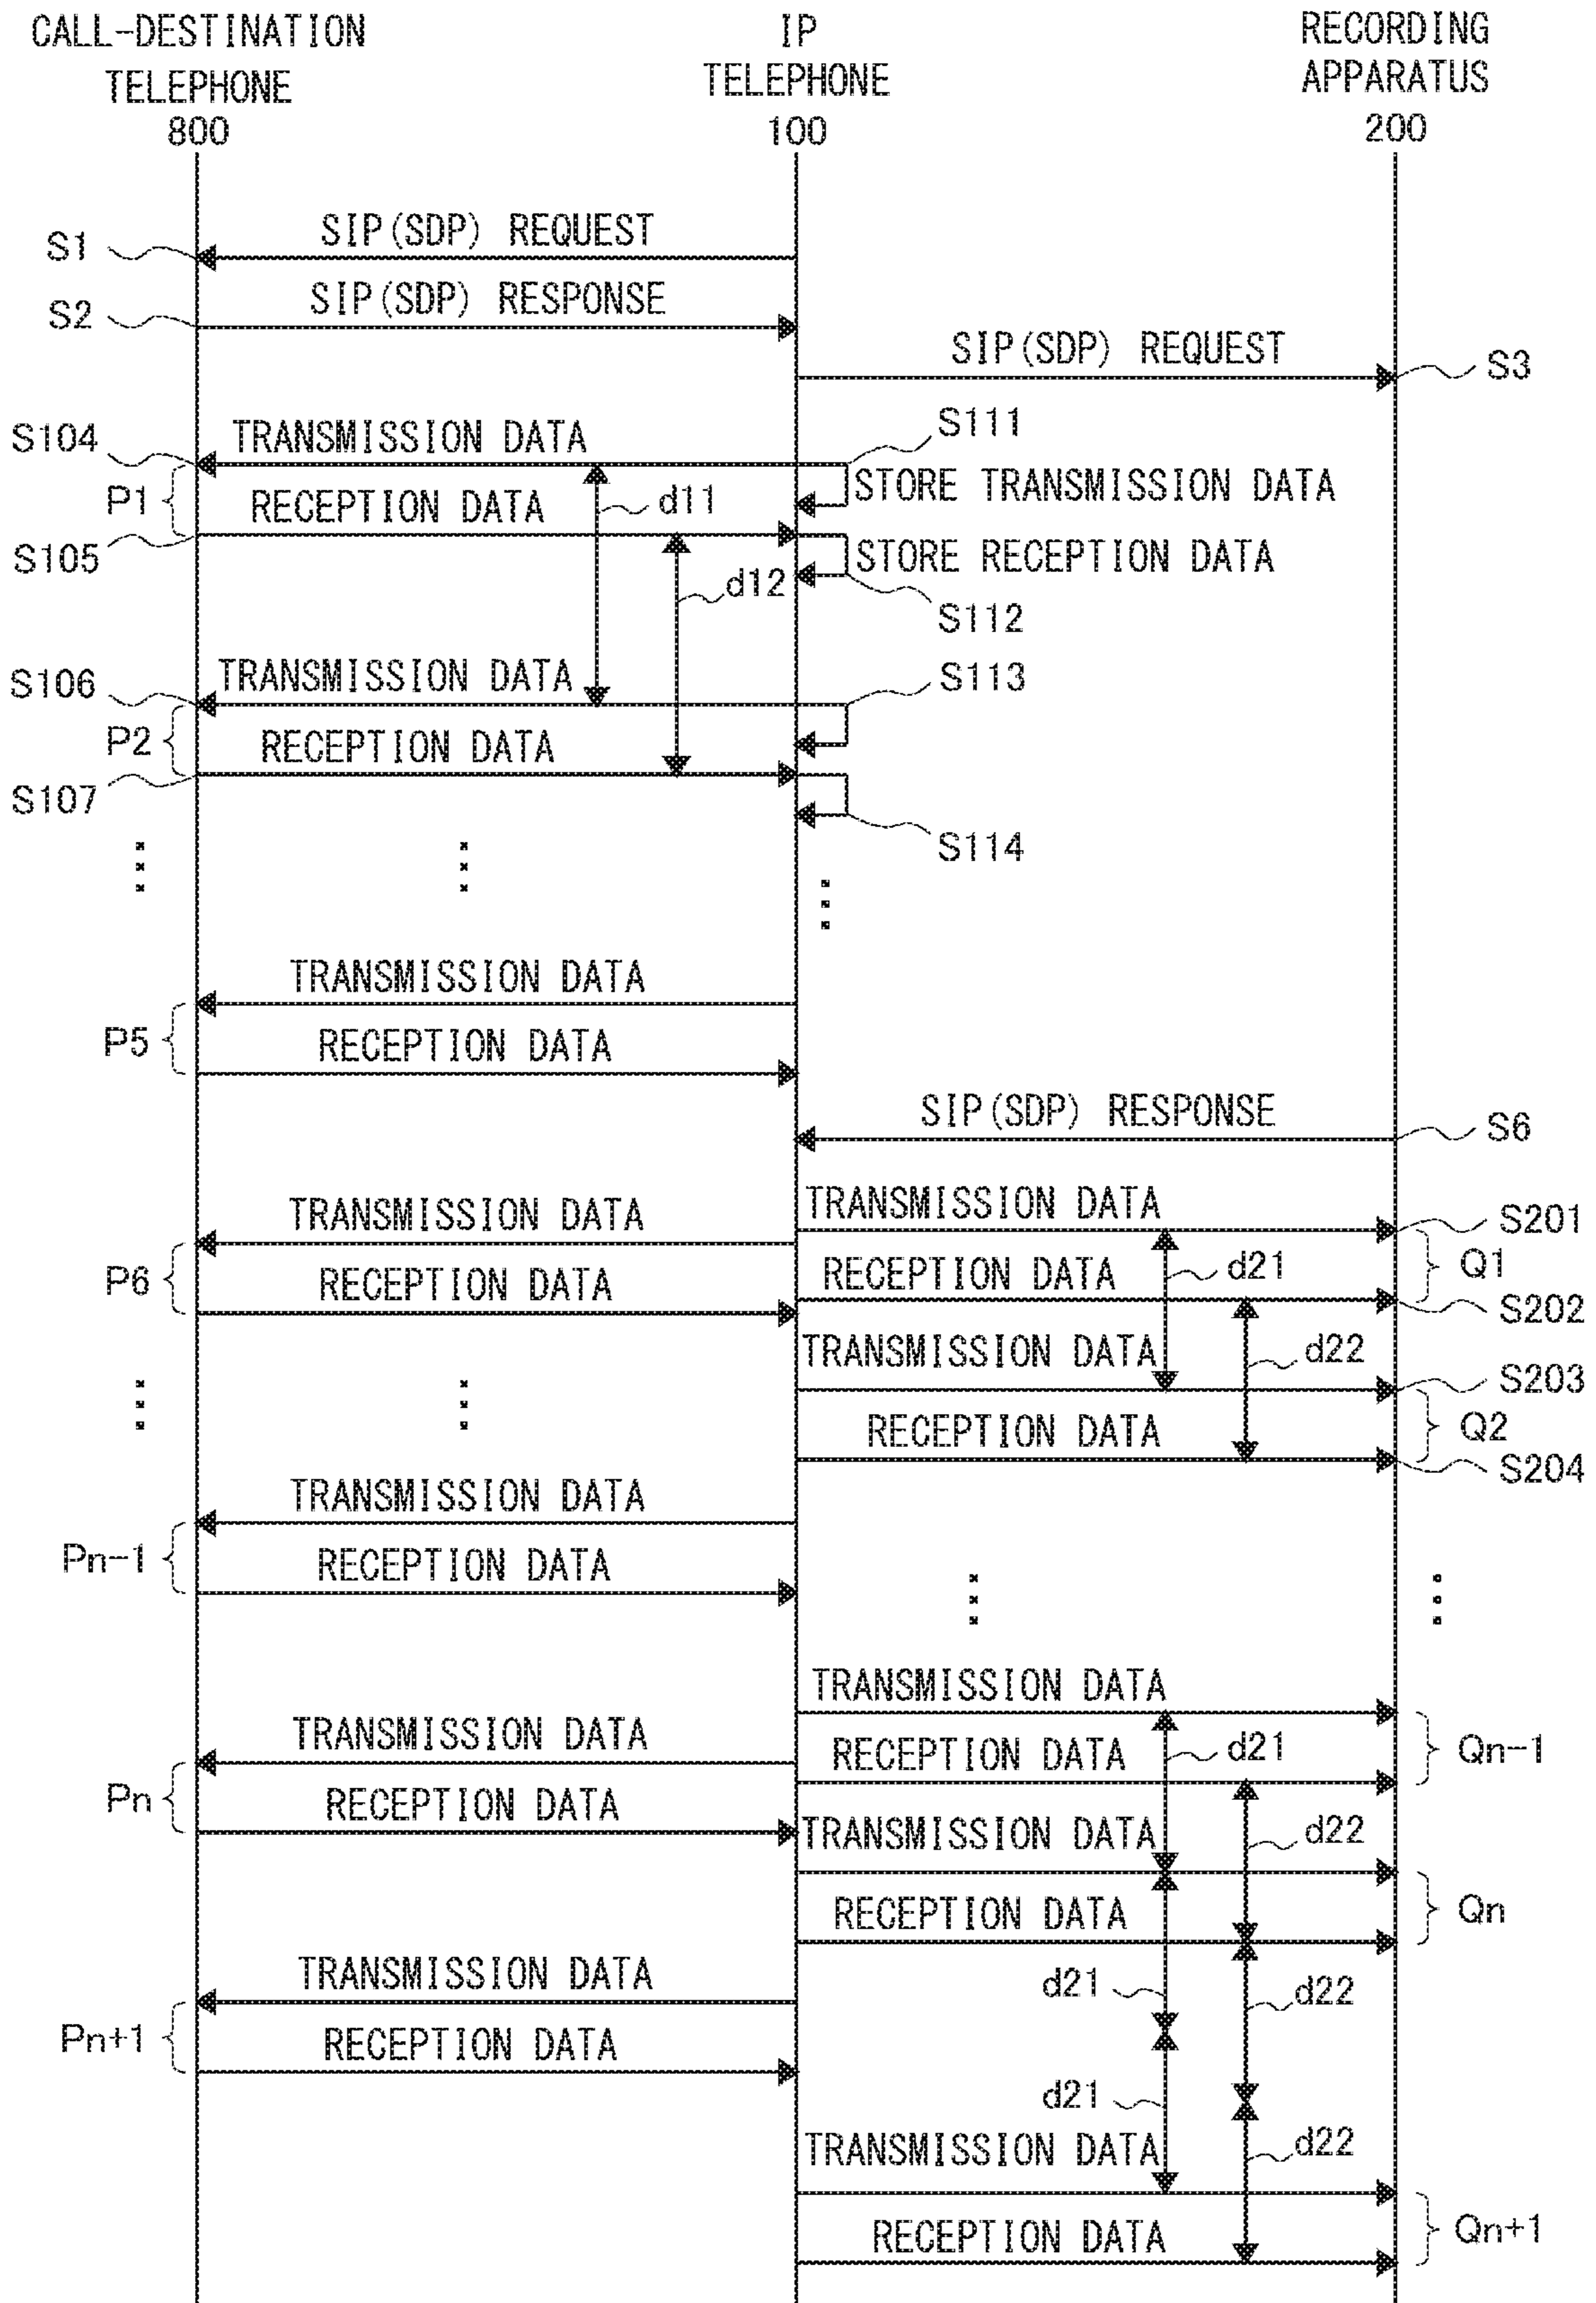 CALL-DESTINATION
TELEPHONE
800
IP
TELEPHONE
100
RECORDING
APPARATUS
200
S1
SIP(SDP) REQUEST
S2
SIP(SDP) RESPONSE
SIP(SDP) REQUEST
S3
S104
TRANSMISSION DATA
S111
STORE TRANSMISSION DATA
P1
RECEPTION DATA
d11
S105
STORE RECEPTION DATA
d12
S112
S106
TRANSMISSION DATA
S113
P2
RECEPTION DATA
S107
S114
TRANSMISSION DATA
P5
RECEPTION DATA
SIP(SDP) RESPONSE
S6
TRANSMISSION DATA
TRANSMISSION DATA
S201
P6
RECEPTION DATA
RECEPTION DATA
d21
Q1
S202
TRANSMISSION DATA
d22
S203
RECEPTION DATA
Q2
S204
TRANSMISSION DATA
Pn-1
RECEPTION DATA
TRANSMISSION DATA
TRANSMISSION DATA
RECEPTION DATA
d21
Qn-1
Pn
RECEPTION DATA
TRANSMISSION DATA
d22
RECEPTION DATA
Qn
TRANSMISSION DATA
d21
d22
Pn+1
RECEPTION DATA
d21
TRANSMISSION DATA
d22
RECEPTION DATA
Qn+1